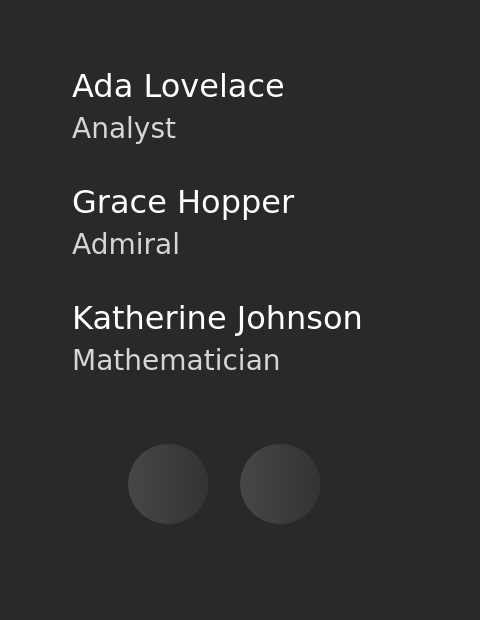 Ada Lovelace
Analyst
Grace Hopper
Admiral
Katherine Johnson
Mathematician